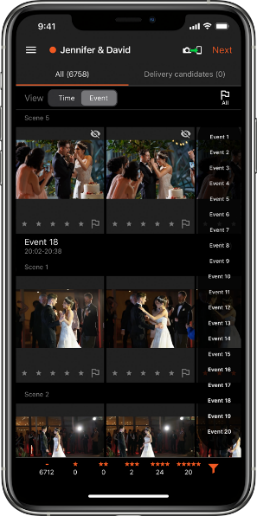 9:41
Jennifer & David
Next
All (6758)
Delivery candidates (0)
View
Time
Event
All
Scene 5
Event 18
20:02-20:38
Scene 1
Scene 2
Event 1
Event 2
Event 3
Event 4
Event 5
Event 6
Event 7
Event 8
Event 9
Event 10
Event 11
Event 12
Event 13
Event 14
Event 15
Event 16
Event 17
Event 18
Event 19
Event 20
6712
0
0
2
24
20